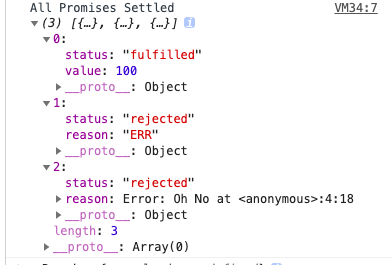 All Promises Settled VM34:7
▼(3) [{…}, {…}, {…}] i
▼0:
status: "fulfilled"
value: 100
▶__proto__: Object
▼1:
status: "rejected"
reason: "ERR"
▶__proto__: Object
▼2:
status: "rejected"
▶reason: Error: Oh No at <anonymous>:4:18
▶__proto__: Object
length: 3
▶__proto__: Array(0)